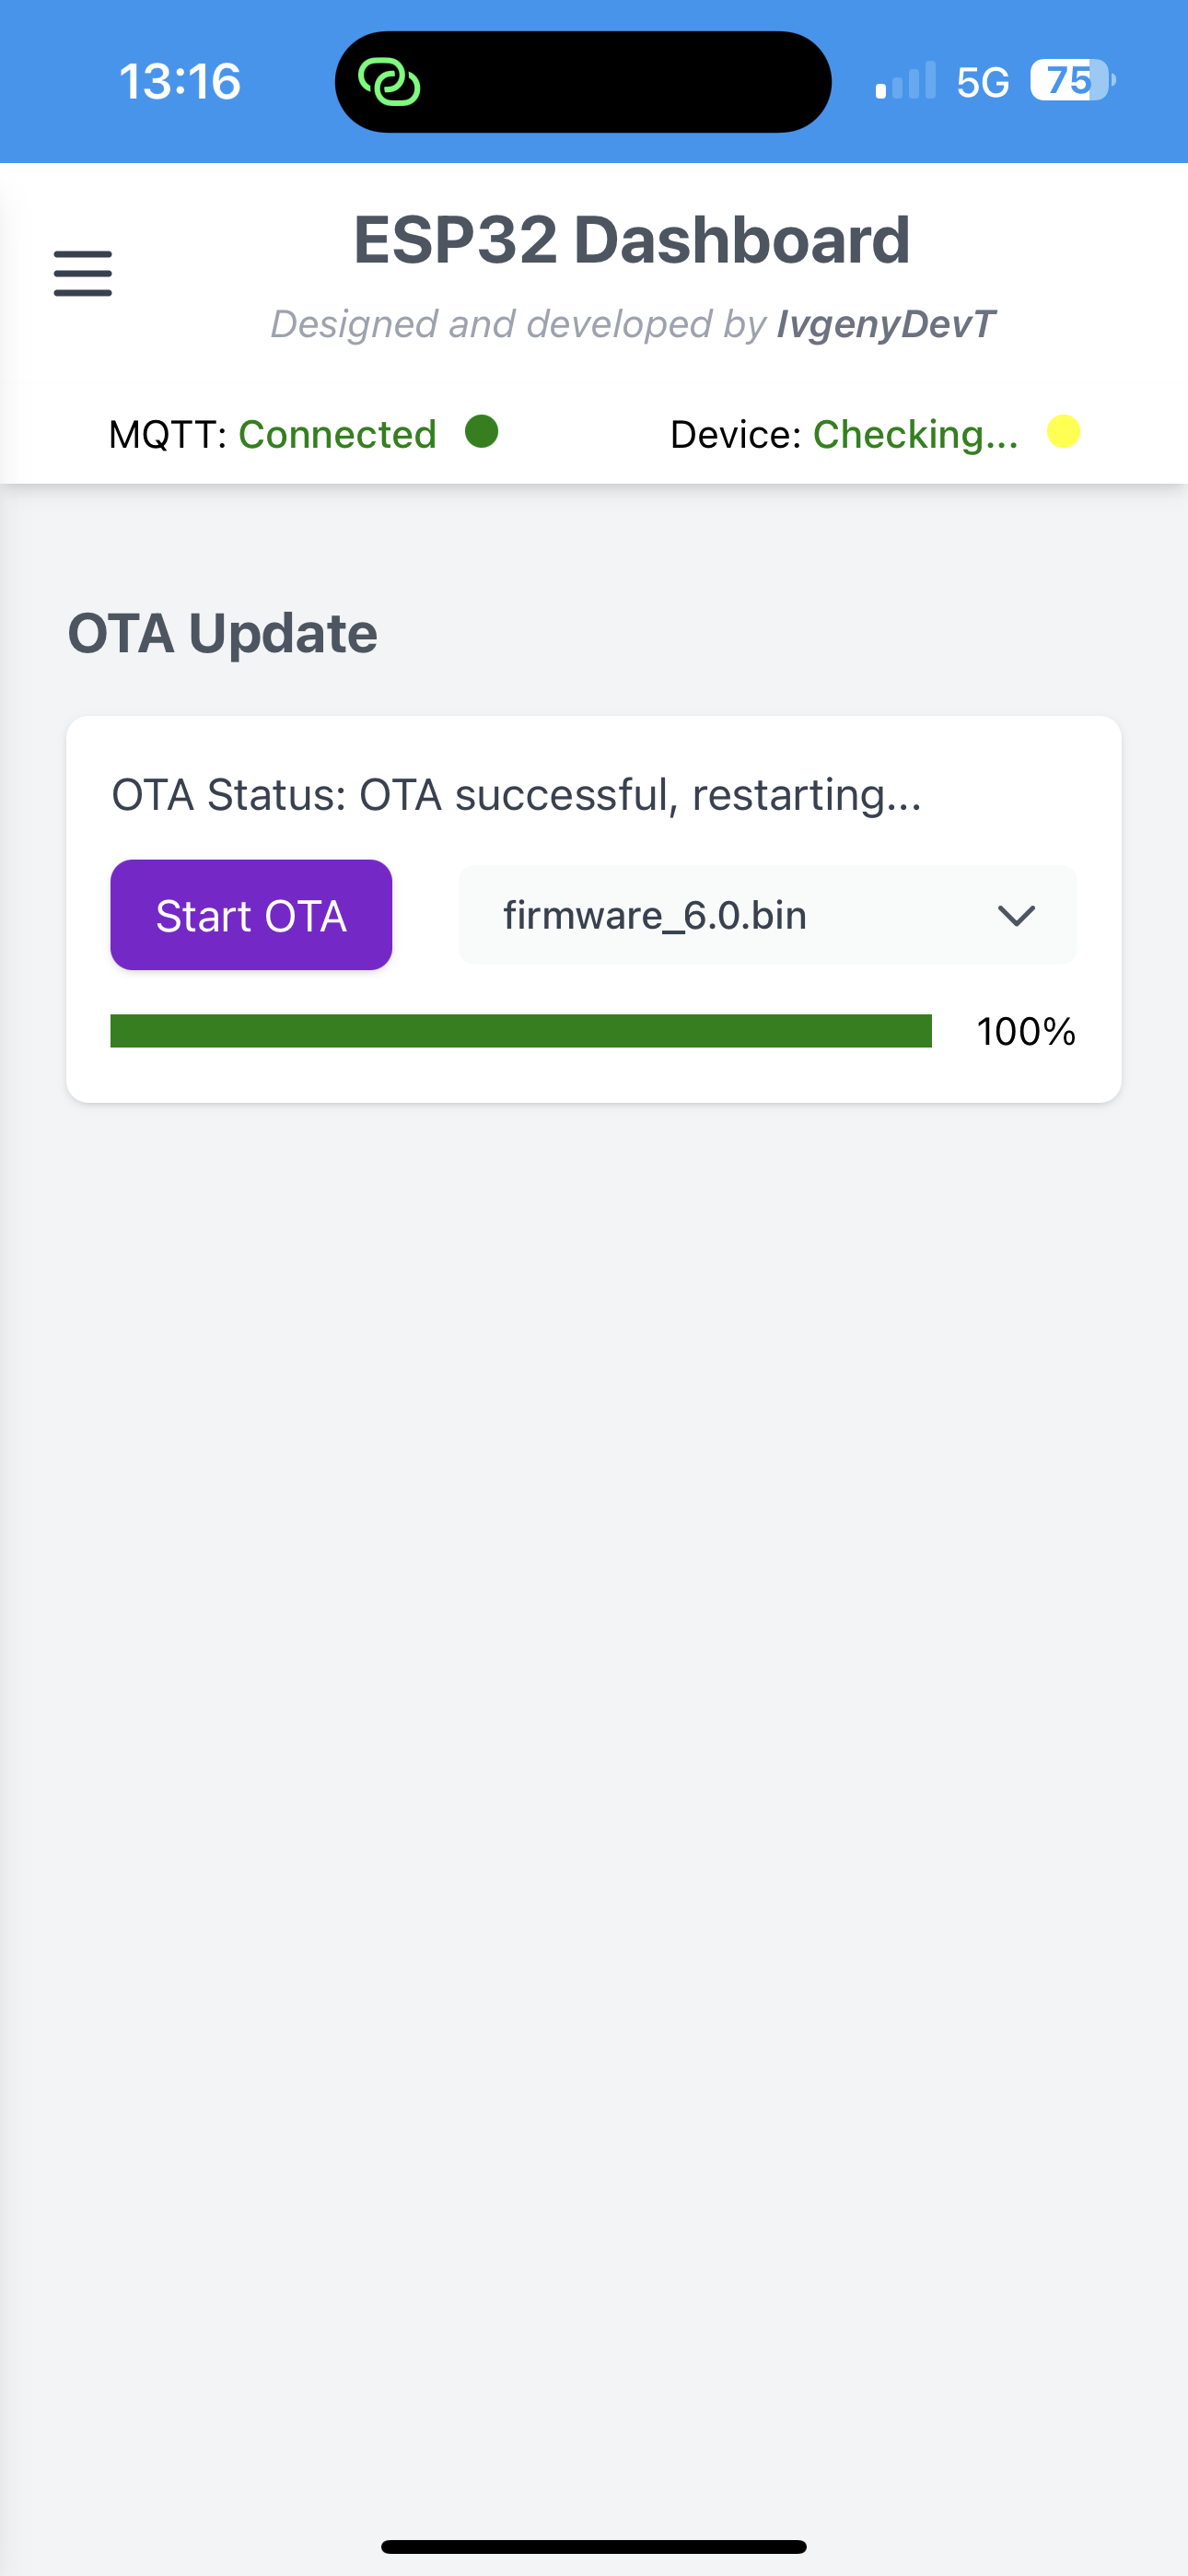 13:16
5G 75
ESP32 Dashboard
Designed and developed by IvgenyDevT
MQTT: Connected
Device: Checking...
OTA Update
OTA Status: OTA successful, restarting...
Start OTA
firmware_6.0.bin
100%